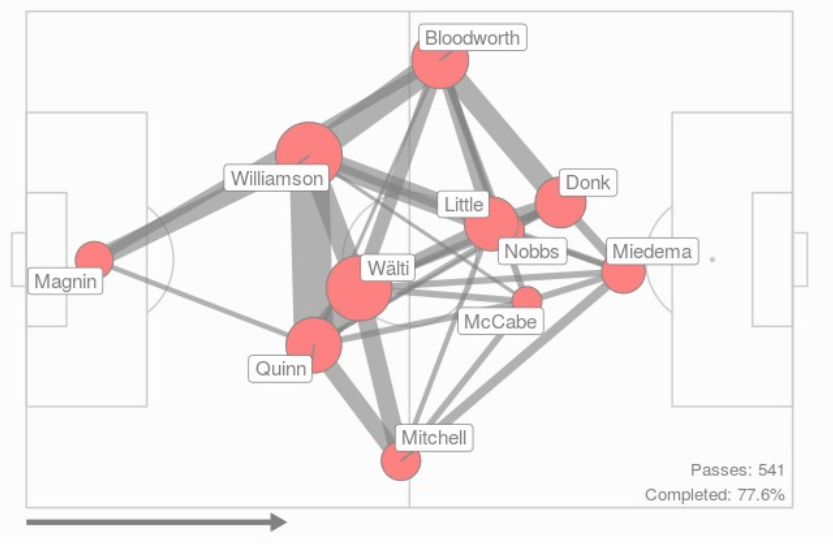 Bloodworth
Williamson
Donk
Little
Nobbs
Miedema
Wälti
Magnin
McCabe
Quinn
Mitchell
Passes: 541
Completed: 77.6%